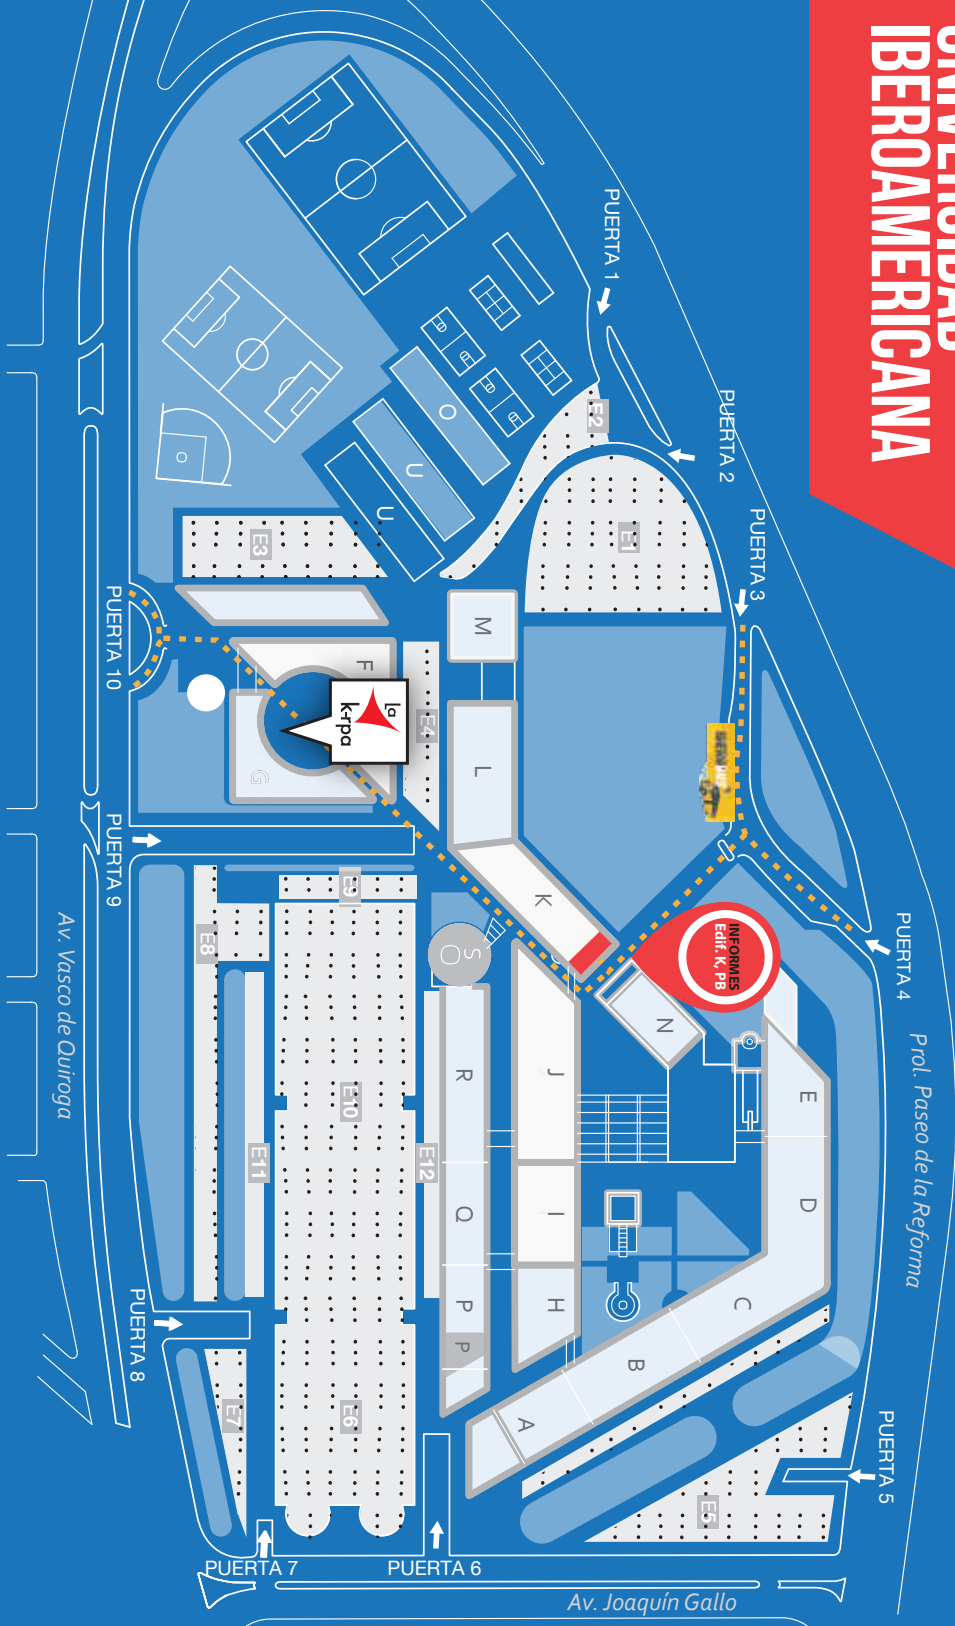 UNIVERSIDAD
IBEROAMERICANA
PUERTA 1
PUERTA 2
PUERTA 3
PUERTA 4
PUERTA 5
PUERTA 6
PUERTA 7
PUERTA 8
PUERTA 9
PUERTA 10
Prol. Paseo de la Reforma
Av. Vasco de Quiroga
Av. Joaquín Gallo
INFORMES
Edif. K, PB
La
k-rpa
E1
E2
E3
E4
E5
E6
E7
E8
E9
E10
E11
E12
A
B
C
D
E
F
G
H
I
J
K
L
M
N
O
P
P
Q
R
S
U
U